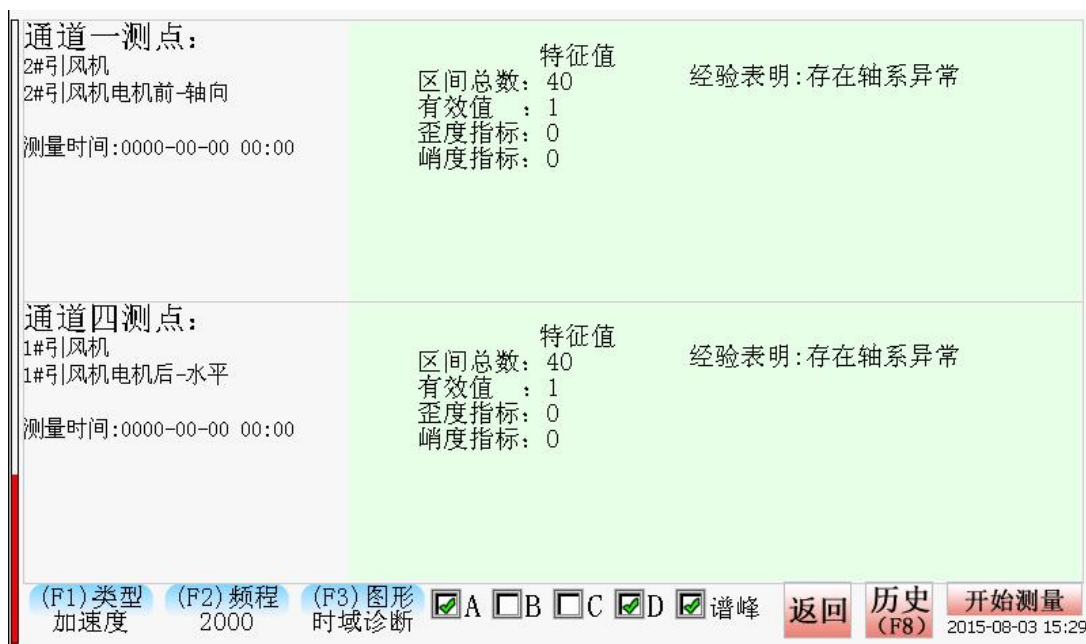 通道一测点:
2#引风机
2#引风机电机前-轴向
测量时间:0000-00-00 00:00
特征值
区间总数: 40
有效值 : 1
歪度指标: 0
峭度指标: 0
经验表明:存在轴系异常
通道四测点:
1#引风机
1#引风机电机后-水平
测量时间:0000-00-00 00:00
特征值
区间总数: 40
有效值 : 1
歪度指标: 0
峭度指标: 0
经验表明:存在轴系异常
(F1)类型
加速度
(F2)频程
2000
(F3)图形
时域诊断
A B C D 谱峰
返回
历史
(F8)
开始测量
2015-08-03 15:29